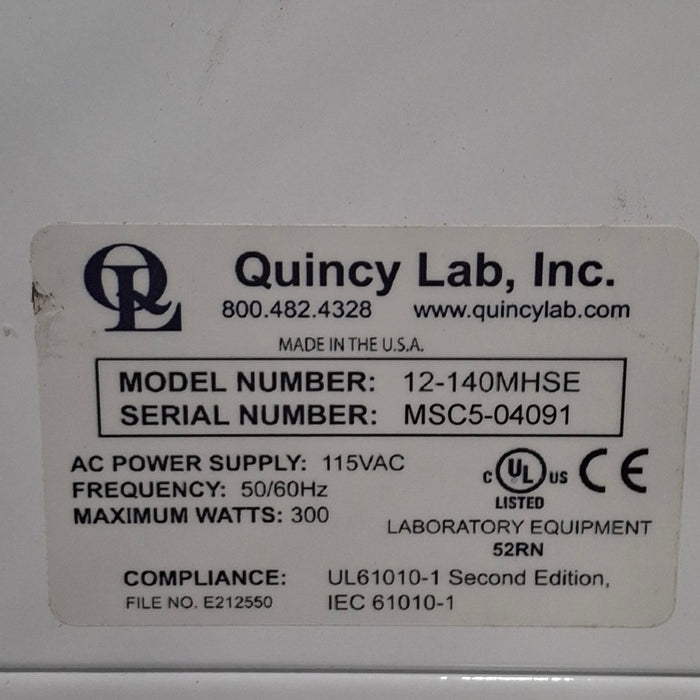 QL Quincy Lab, Inc.
800.482.4328 www.quincylab.com
MADE IN THE U.S.A.
MODEL NUMBER: 12-140MHSE
SERIAL NUMBER: MSC5-04091
AC POWER SUPPLY: 115VAC
FREQUENCY: 50/60Hz
MAXIMUM WATTS: 300
C UL US CE
LISTED
LABORATORY EQUIPMENT
52RN
COMPLIANCE: UL61010-1 Second Edition,
FILE NO. E212550 IEC 61010-1